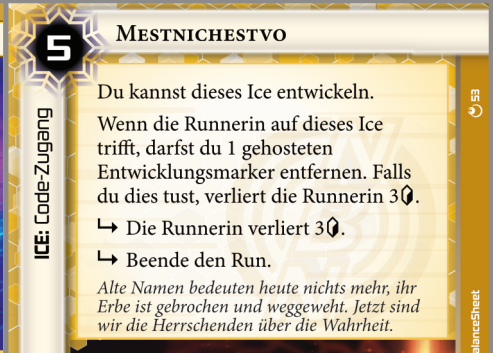 5
MESTNICHESTVO
ICE: Code-Zugang
Du kannst dieses Ice entwickeln.
Wenn die Runnerin auf dieses Ice
trifft, darfst du 1 gehosteten
Entwicklungsmarker entfernen. Falls
du dies tust, verliert die Runnerin 3.
↳ Die Runnerin verliert 3.
↳ Beende den Run.
Alte Namen bedeuten heute nichts mehr, ihr
Erbe ist gebrochen und weggeweht. Jetzt sind
wir die Herrschenden über die Wahrheit.
NBN
53
alanceSheet